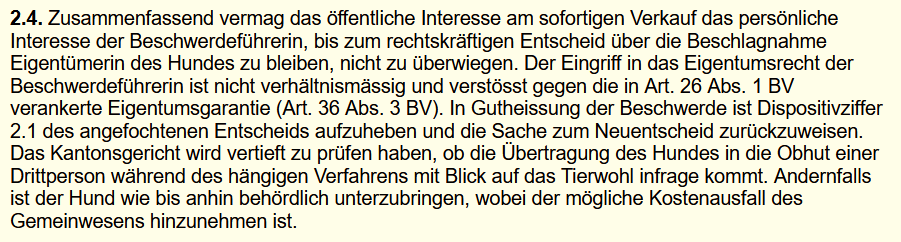 2.4. Zusammenfassend vermag das öffentliche Interesse am sofortigen Verkauf das persönliche
Interesse der Beschwerdeführerin, bis zum rechtskräftigen Entscheid über die Beschlagnahme
Eigentümerin des Hundes zu bleiben, nicht zu überwiegen. Der Eingriff in das Eigentumsrecht der
Beschwerdeführerin ist nicht verhältnismässig und verstösst gegen die in Art. 26 Abs. 1 BV
verankerte Eigentumsgarantie (Art. 36 Abs. 3 BV). In Gutheissung der Beschwerde ist Dispositivziffer
2.1 des angefochtenen Entscheids aufzuheben und die Sache zum Neuentscheid zurückzuweisen.
Das Kantonsgericht wird vertieft zu prüfen haben, ob die Übertragung des Hundes in die Obhut einer
Drittperson während des hängigen Verfahrens mit Blick auf das Tierwohl infrage kommt. Andernfalls
ist der Hund wie bis anhin behördlich unterzubringen, wobei der mögliche Kostenausfall des
Gemeinwesens hinzunehmen ist.